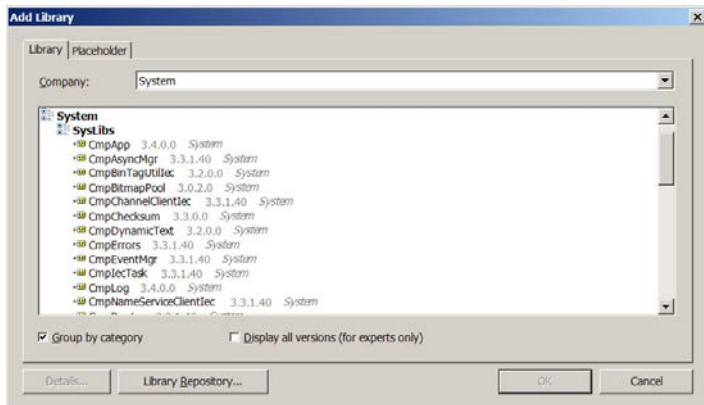 Add Library
Library Placeholder
Company: System
System
SysLibs
CmpApp 3.4.0.0 System
CmpAsyncMgr 3.3.1.40 System
CmpBinTagUtilIec 3.2.0.0 System
CmpBitmapPool 3.0.2.0 System
CmpChannelClientIec 3.3.1.40 System
CmpChecksum 3.3.0.0 System
CmpDynamicText 3.2.0.0 System
CmpErrors 3.3.1.40 System
CmpEventMgr 3.3.1.40 System
CmpIecTask 3.3.1.40 System
CmpLog 3.4.0.0 System
CmpNameServiceClientIec 3.3.1.40 System
Group by category Display all versions (for experts only)
Details... Library Repository... OK Cancel